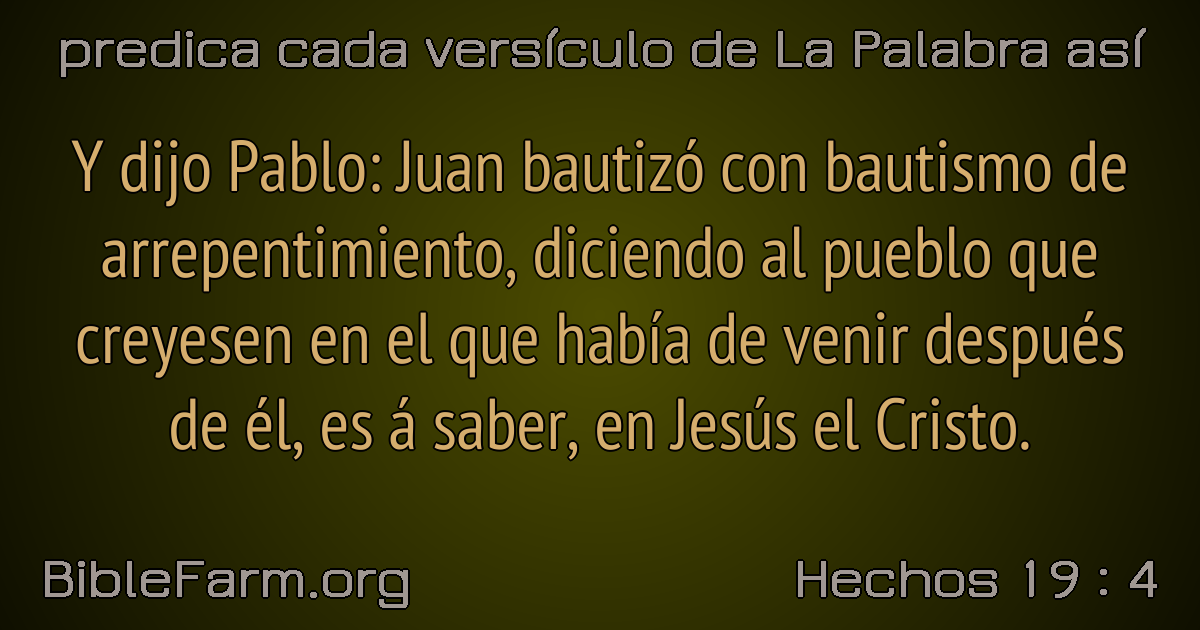 predica cada versículo de La Palabra así
Y dijo Pablo: Juan bautizó con bautismo de
arrepentimiento, diciendo al pueblo que
creyesen en el que había de venir después
de él, es á saber, en Jesús el Cristo.
BibleFarm.org
Hechos 19 : 4